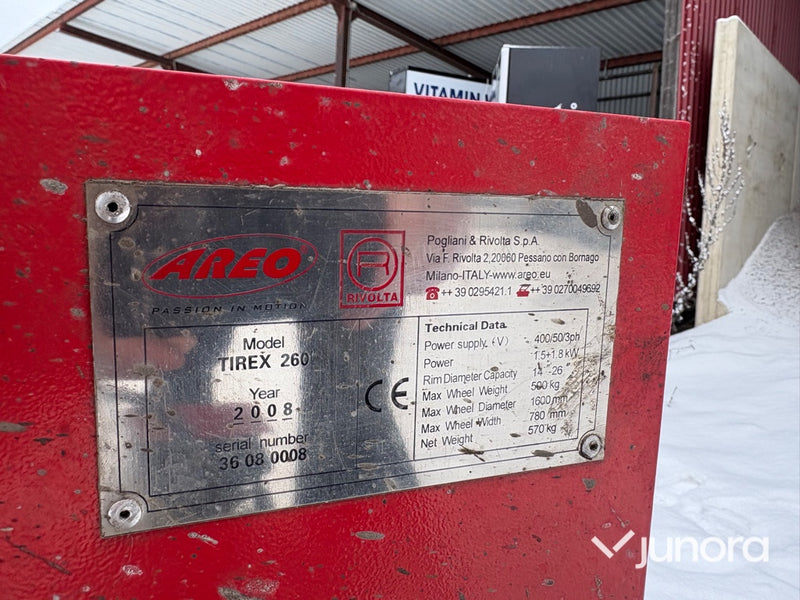 VITAMIN
AREO
PASSION IN MOTION
R
RIVOLTA
Pogliani & Rivolta S.p.A.
Via F. Rivolta 2,20060 Pessano con Bornago
Milano-ITALY-www.areo.eu
++ 39 0295421.1 ++39 0270049692
Model
TIREX 260
Year
2008
serial number
36 08 0008
CE
Technical Data
Power supply (V) 400/50/3ph
Power 1.5+1.8 kW
Rim Diameter Capacity 14"-26"
Max Wheel Weight 500 kg
Max Wheel Diameter 1600 mm
Max Wheel Width 780 mm
Net Weight 570 kg
junora